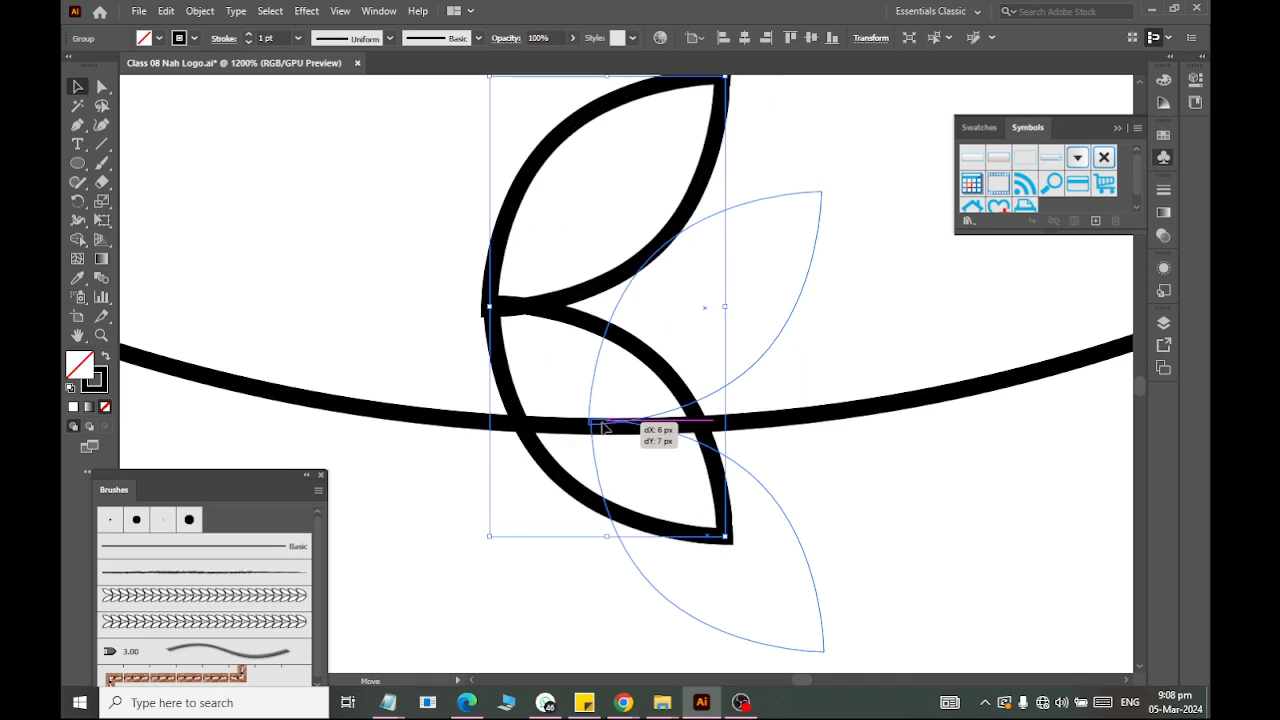 Ai File Edit Object Type Select Effect View Window Help Essentials Classic Search Adobe Stock
Group Stroke: 1 pt Uniform Basic Opacity: 100% Style: Transform
Class 08 Nah Logo.ai* @ 1200% (RGB/GPU Preview)
Swatches Symbols
dX: 6 px
dY: 7 px
Brushes
Basic
3.00
Move
Type here to search
46
Ai
ENG
9:08 pm
05-Mar-2024